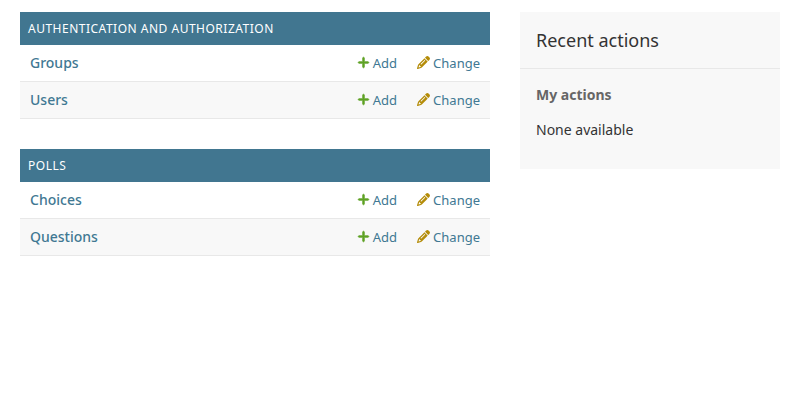 AUTHENTICATION AND AUTHORIZATION
Groups Add Change
Users Add Change
POLLS
Choices Add Change
Questions Add Change
Recent actions
My actions
None available